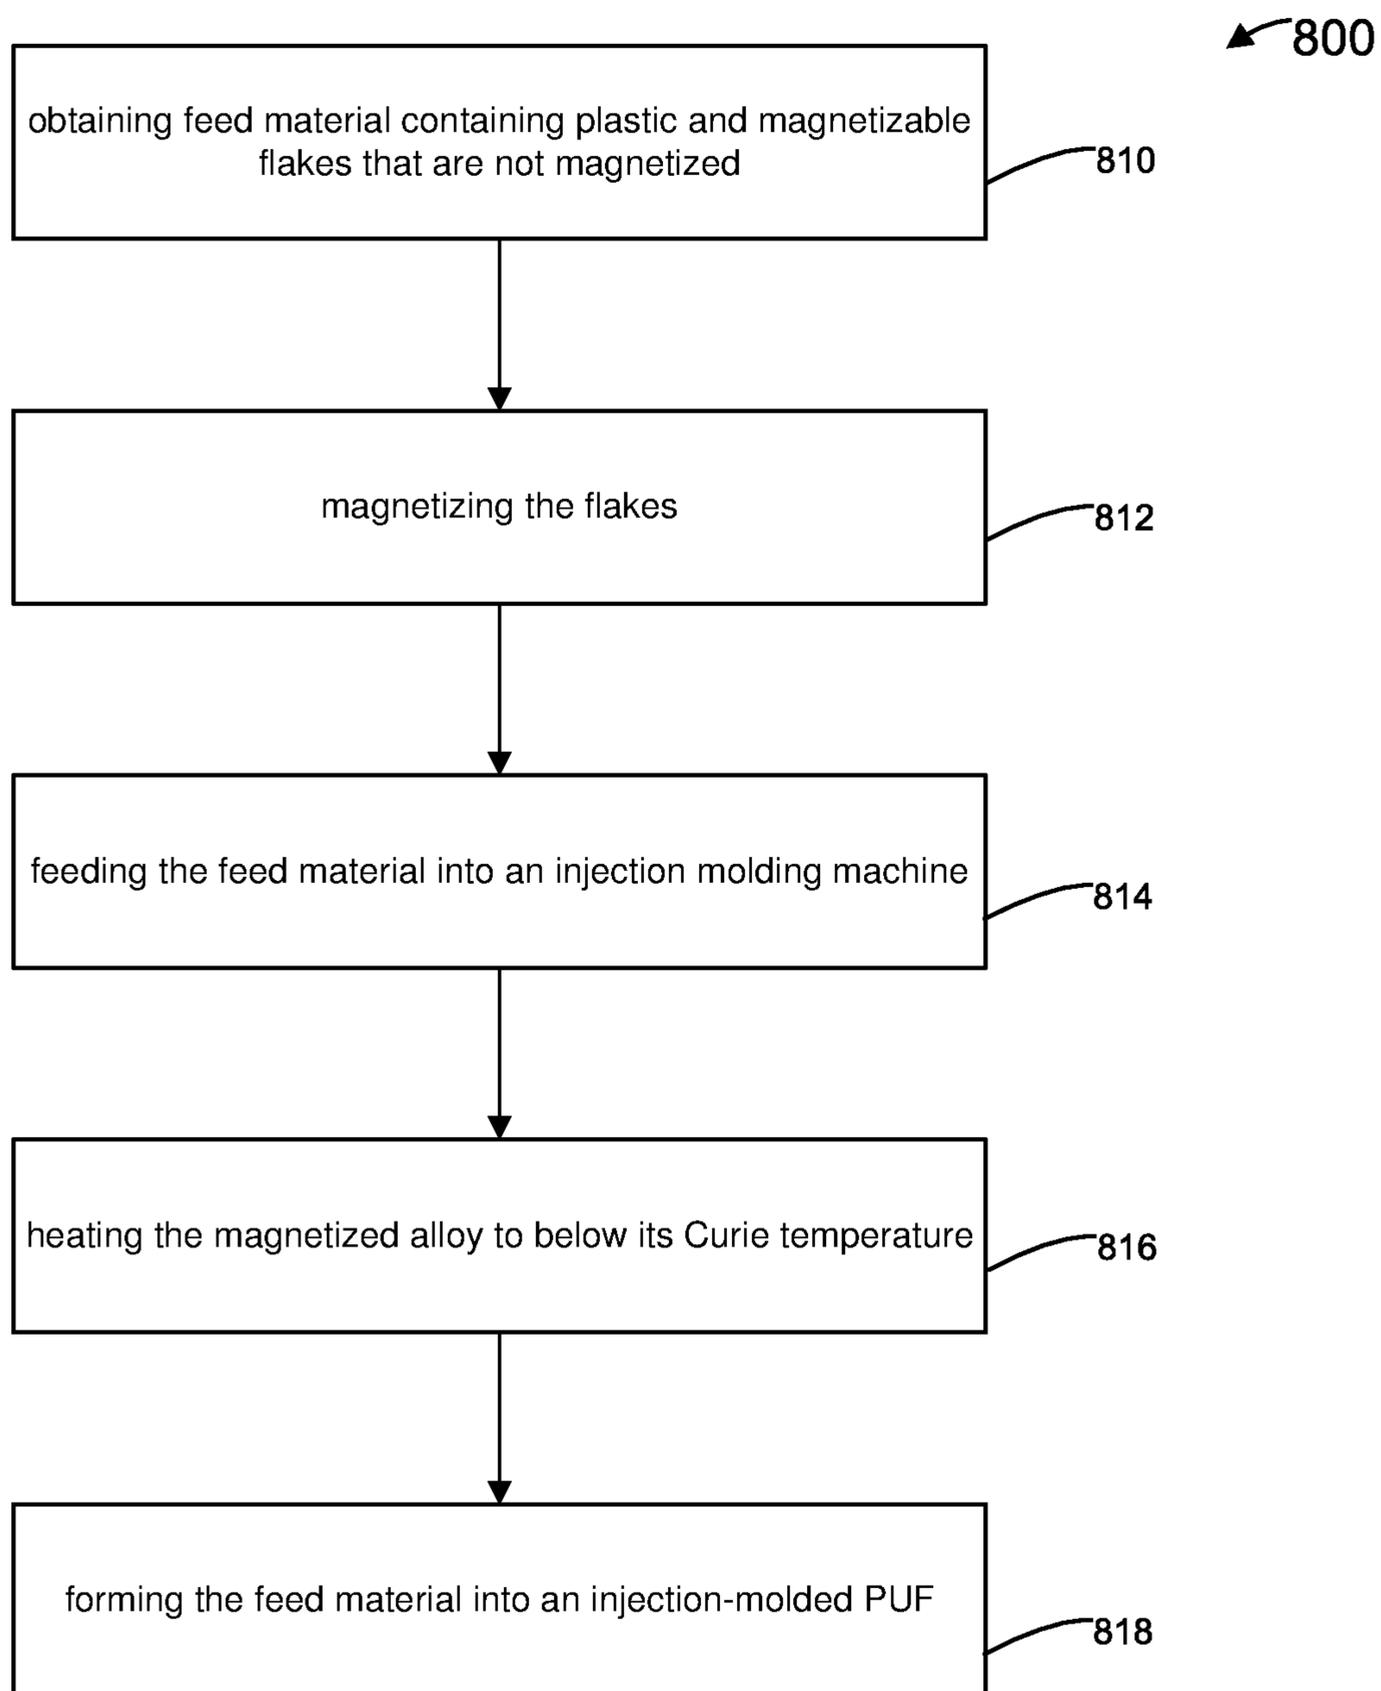 800
obtaining feed material containing plastic and magnetizable
flakes that are not magnetized
810
magnetizing the flakes
812
feeding the feed material into an injection molding machine
814
heating the magnetized alloy to below its Curie temperature
816
forming the feed material into an injection-molded PUF
818